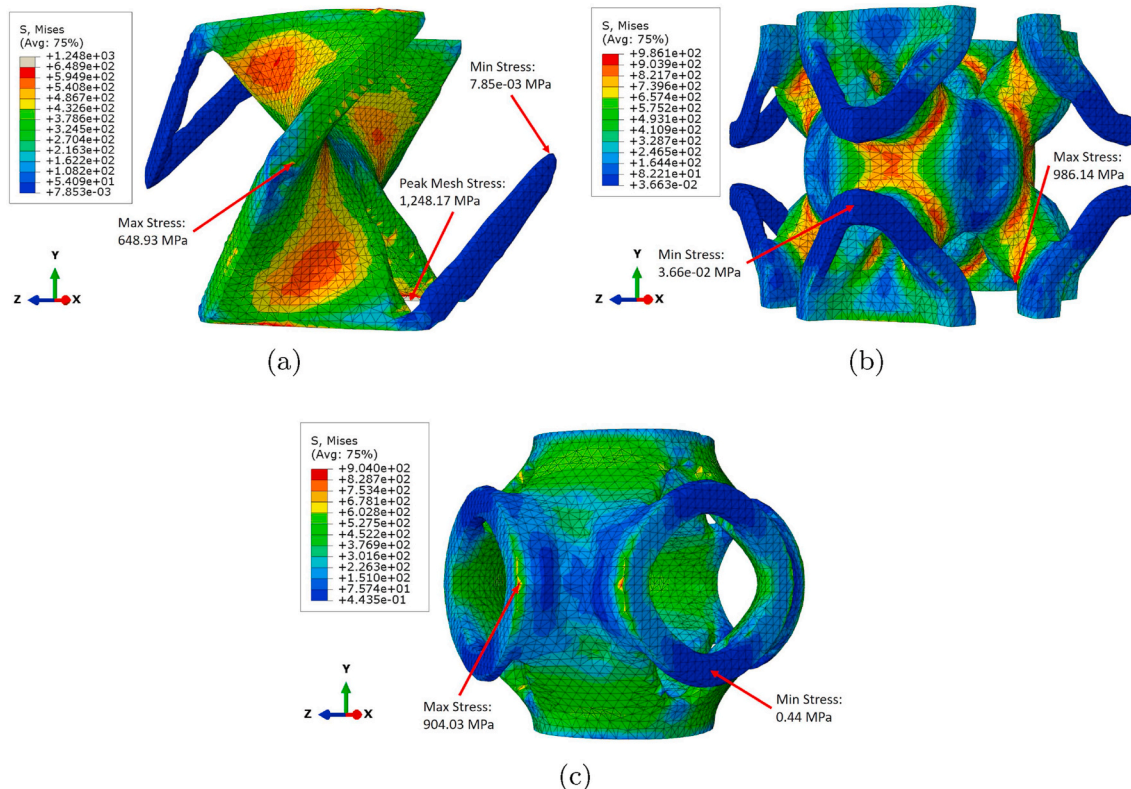 S, Mises
(Avg: 75%)
+1.248e+03
+6.489e+02
+5.949e+02
+5.408e+02
+4.867e+02
+4.326e+02
+3.786e+02
+3.245e+02
+2.704e+02
+2.163e+02
+1.622e+02
+1.082e+02
+5.409e+01
+7.853e-03
Min Stress:
7.85e-03 MPa
Peak Mesh Stress:
1,248.17 MPa
Max Stress:
648.93 MPa
Y
Z
X
(a)
S, Mises
(Avg: 75%)
+9.861e+02
+9.039e+02
+8.217e+02
+7.396e+02
+6.574e+02
+5.752e+02
+4.931e+02
+4.109e+02
+3.287e+02
+2.465e+02
+1.644e+02
+8.221e+01
+3.663e-02
Max Stress:
986.14 MPa
Min Stress:
3.66e-02 MPa
Y
Z
X
(b)
S, Mises
(Avg: 75%)
+9.040e+02
+8.287e+02
+7.534e+02
+6.781e+02
+6.028e+02
+5.275e+02
+4.522e+02
+3.769e+02
+3.016e+02
+2.263e+02
+1.510e+02
+7.574e+01
+4.435e-01
Y
Z
X
Max Stress:
904.03 MPa
Min Stress:
0.44 MPa
(c)